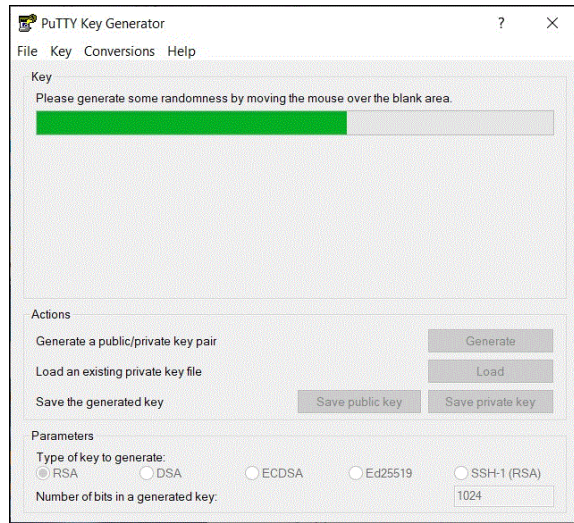 PuTTY Key Generator ?
File Key Conversions Help
Key
Please generate some randomness by moving the mouse over the blank area.
Actions
Generate a public/private key pair Generate
Load an existing private key file Load
Save the generated key Save public key Save private key
Parameters
Type of key to generate:
RSA DSA ECDSA Ed25519 SSH-1 (RSA)
Number of bits in a generated key: 1024